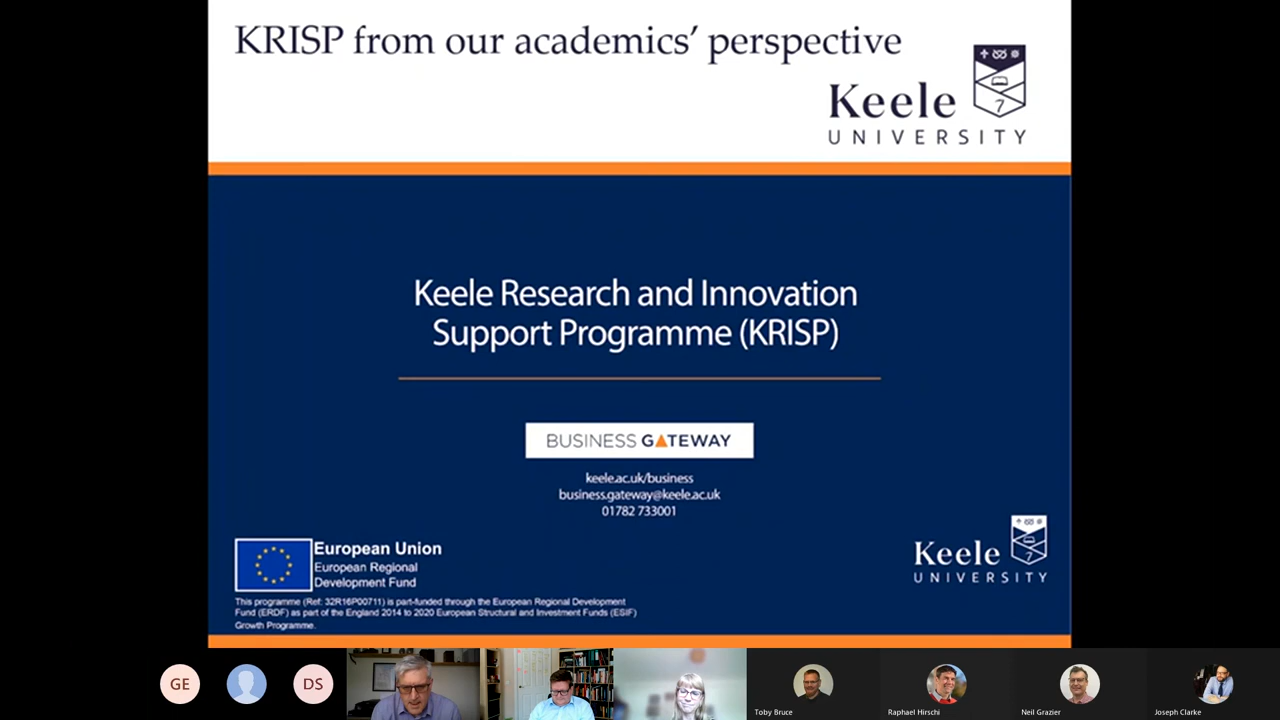 KRISP from our academics’ perspective
Keele
UNIVERSITY
Keele Research and Innovation
Support Programme (KRISP)
BUSINESS GATEWAY
keele.ac.uk/business
business.gateway@keele.ac.uk
01782 733001
European Union
European Regional
Development Fund
This programme (Ref: 32R16P00711) is part-funded through the European Regional Development
Fund (ERDF) as part of the England 2014 to 2020 European Structural and Investment Funds (ESIF)
Growth Programme.
Keele
UNIVERSITY
GE
DS
Toby Bruce
Raphael Hirschi
Neil Grazier
Joseph Clarke